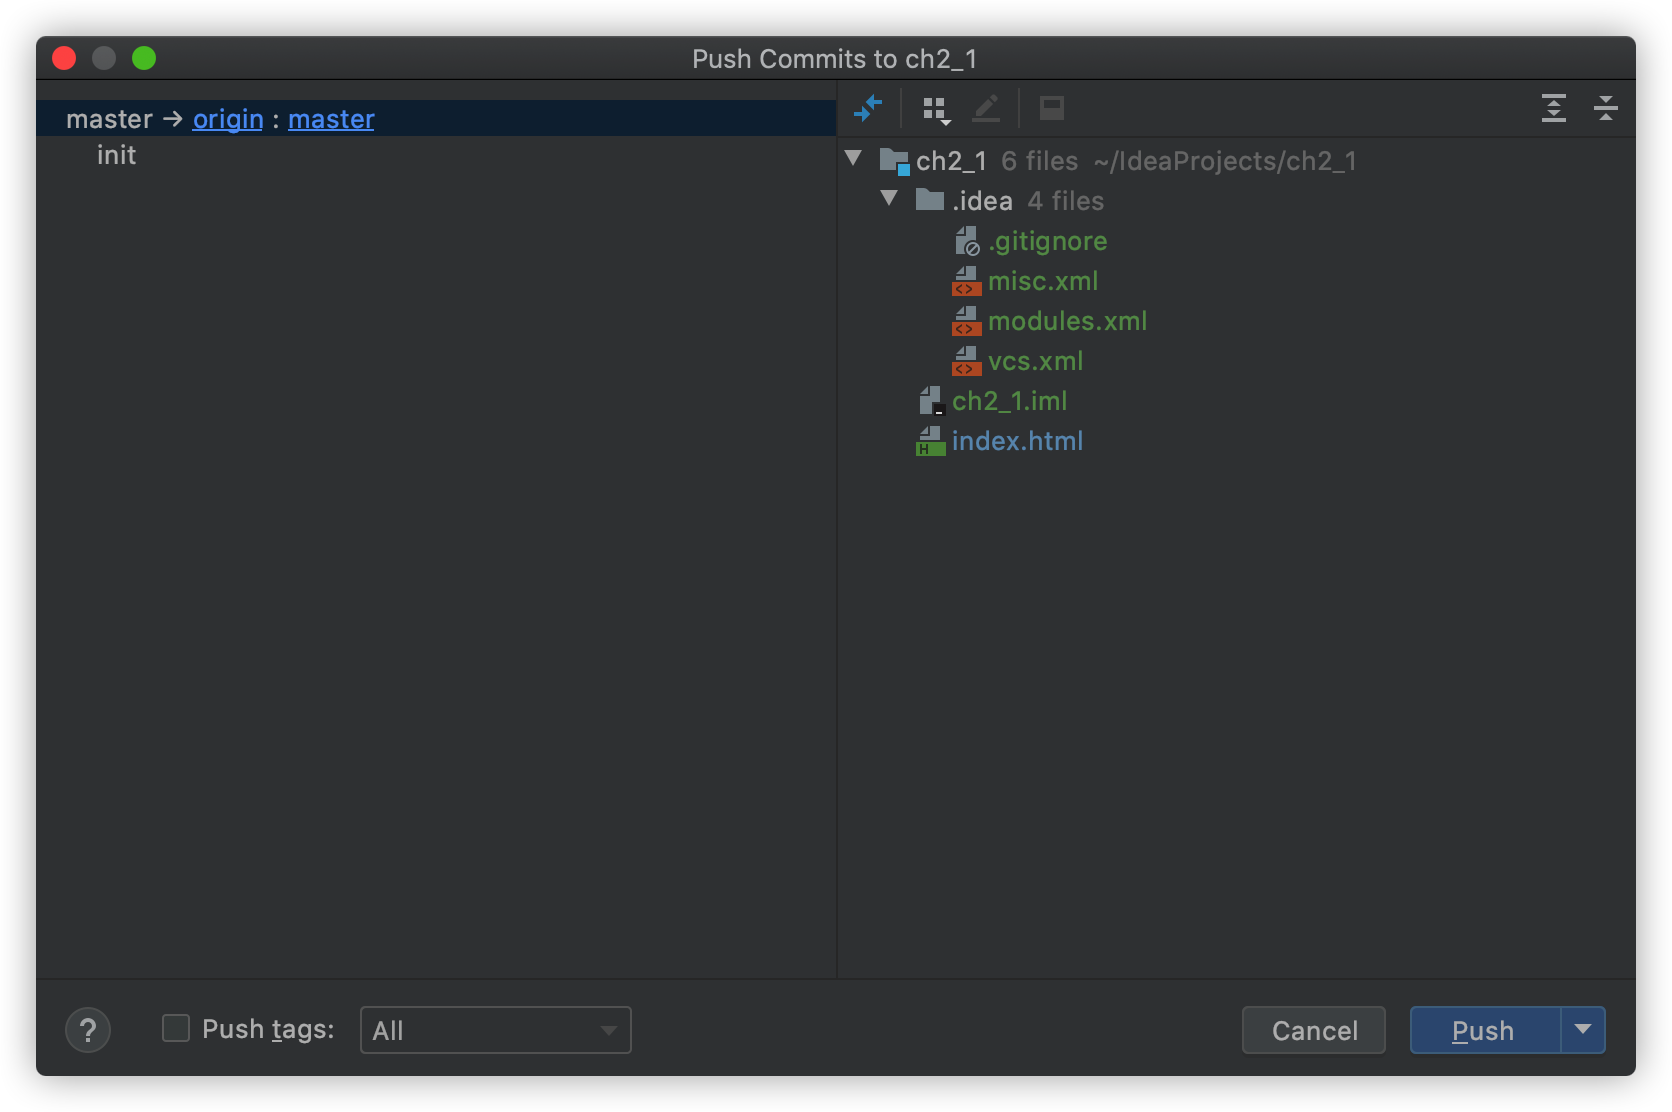 Push Commits to ch2_1
master → origin : master
init
ch2_1 6 files ~/IdeaProjects/ch2_1
.idea 4 files
.gitignore
misc.xml
modules.xml
vcs.xml
ch2_1.iml
index.html
? Push tags: All Cancel Push